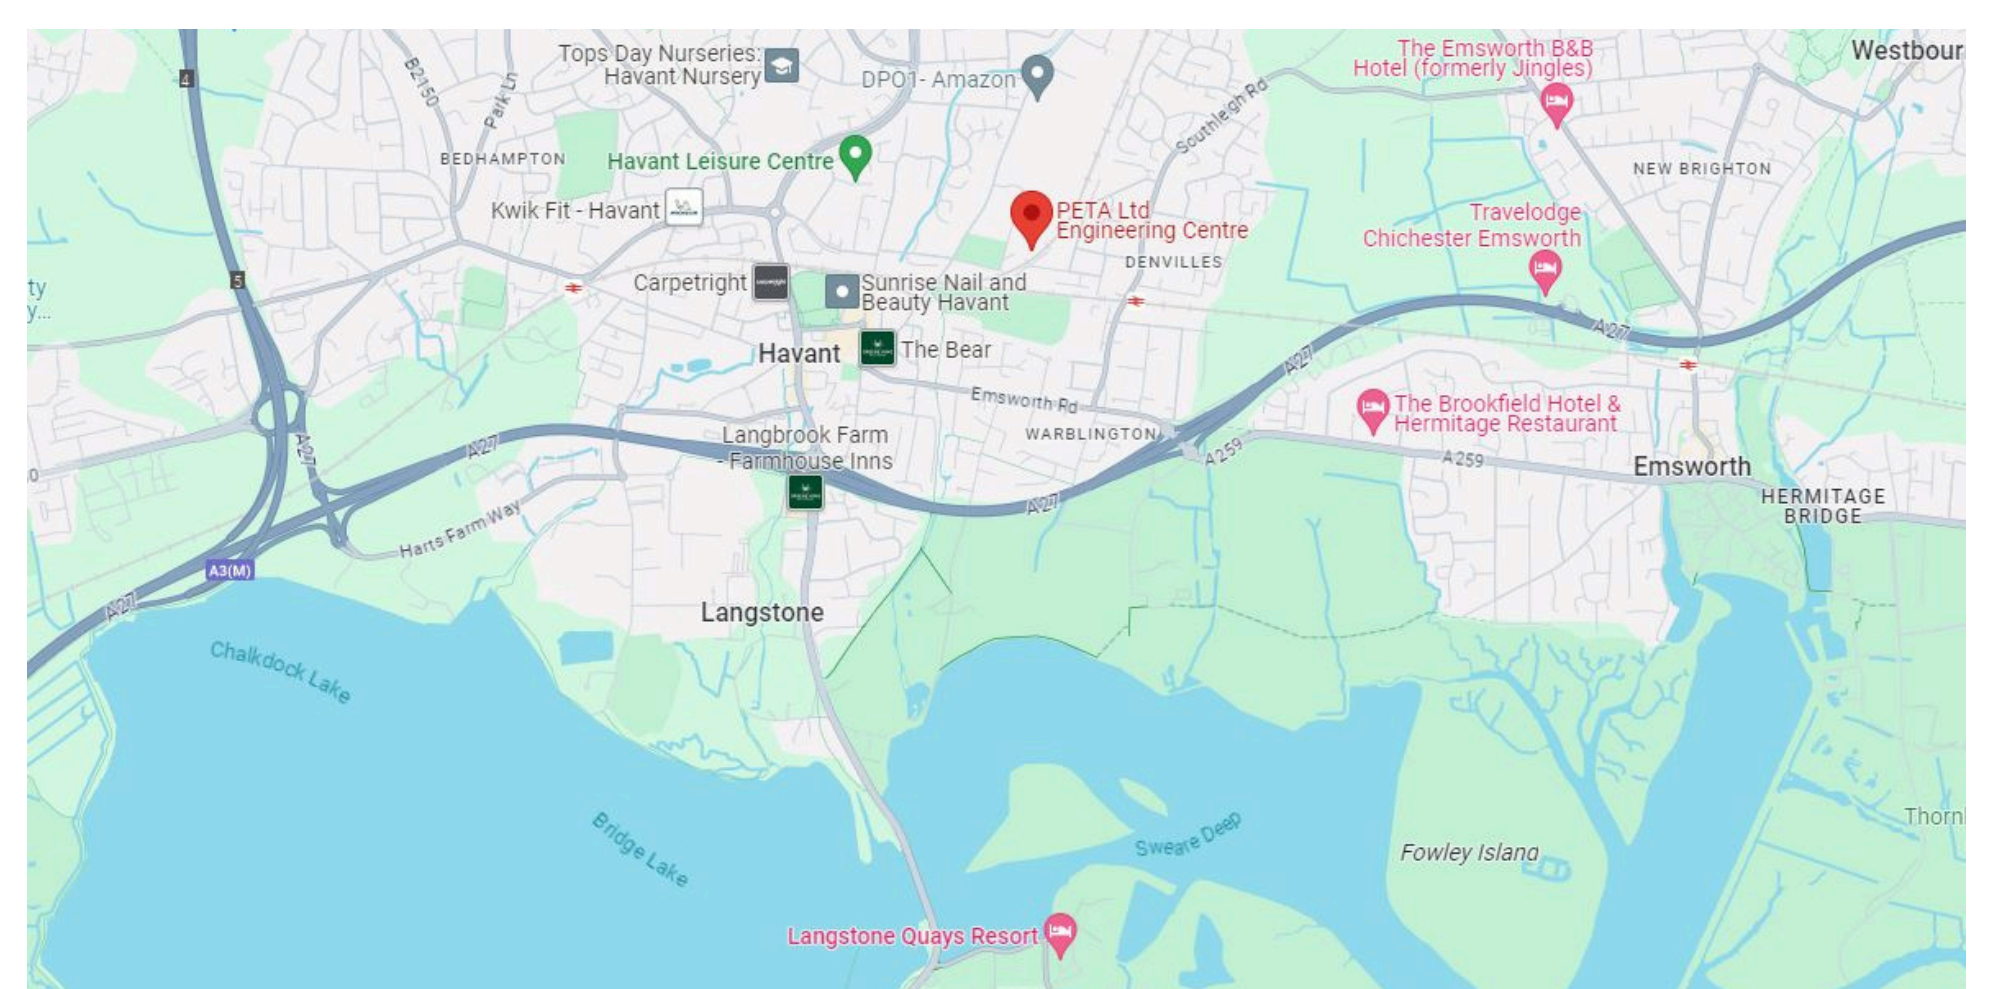 Tops Day Nurseries:
Havant Nursery
DPO1- Amazon
The Emsworth B&B
Hotel (formerly Jingles)
4
B2150
Park Ln
Southleigh Rd
BEDHAMPTON
Havant Leisure Centre
NEW BRIGHTON
Kwik Fit - Havant
PETA Ltd
Engineering Centre
Travelodge
Chichester Emsworth
DENVILLES
5
Carpetright
Sunrise Nail and
Beauty Havant
A27
Havant
The Bear
A27
Emsworth Rd
The Brookfield Hotel &
Hermitage Restaurant
WARBLINGTON
Langbrook Farm
- Farmhouse Inns
A27
A27
A259
A259
Emsworth
HERMITAGE
BRIDGE
A27
Harts Farm Way
A3(M)
A27
Langstone
Chalkdock Lake
Bridge Lake
Sweare Deep
Fowley Island
Langstone Quays Resort